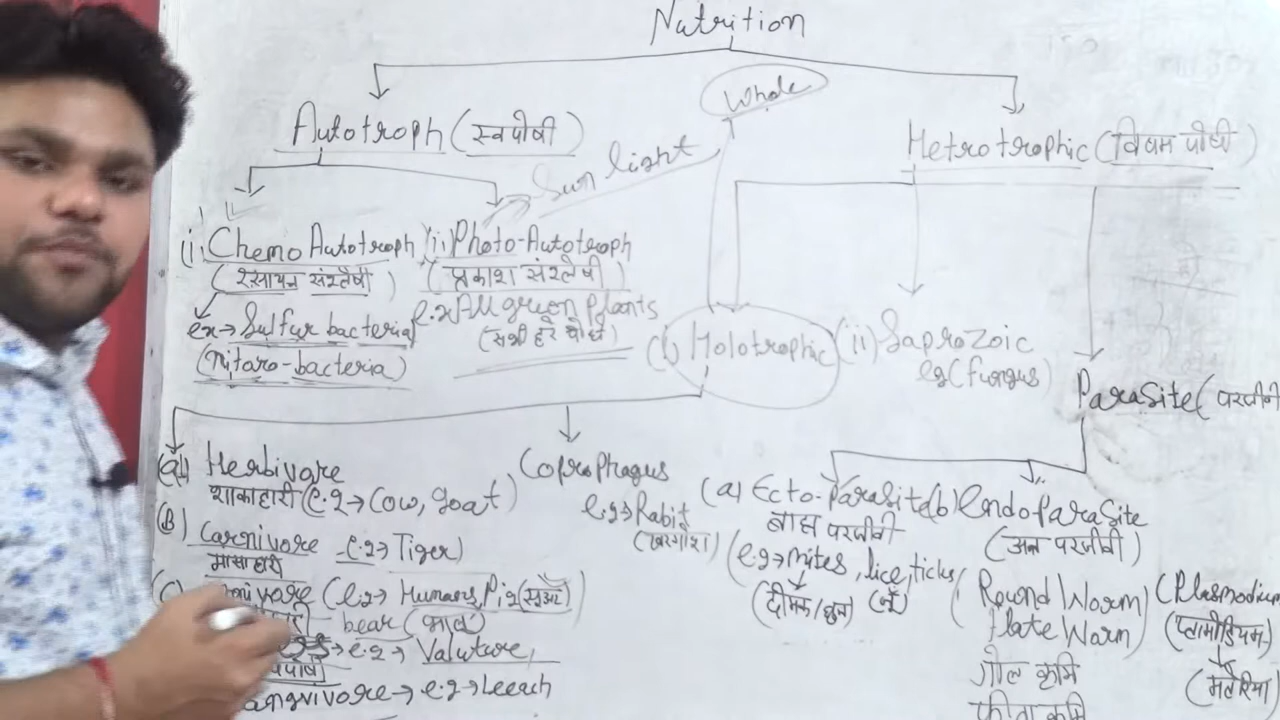 Nutrition
Whole
Autotroph (स्वपोषी)
Hetrotrophic (विषम पोषी)
Sun light
(i) Chemo Autotroph
(रसायन संश्लेषी)
ex→ Sulfur bacteria
(Nitaro-bacteria)
(ii) Photo-Autotroph
(प्रकाश संश्लेषी)
e.x All green Plants
(सभी हरे पौधे)
(i) Holotrophic
(ii) Saprozoic
eg (fungus)
Parasite (परजीवी
(a) Herbivore
शाकाहारी (e.g→ Cow, goat)
(B) Carnivore e.g→ Tiger)
मांसाहारी
(C) (e.g→ Humans, Pig (सुअर)
bear (भालू)
→ e.g→ Valuture,
angvivore → e.g→ Leech
Coprophagus
e.g→ Rabit
(खरगोश)
(a) Ecto-Parasite
बाह्य परजीवी
(e.g→ mites, lice, ticks
(दीमक/घुन) (जूँ)
(b) Endo-Parasite
(अन्त परजीवी)
(Round Worm)
flate Warm)
गोल कृमि
फीता कृमि
(Plasmodium
(प्लाज्मोडियम)
(मलेरिया)